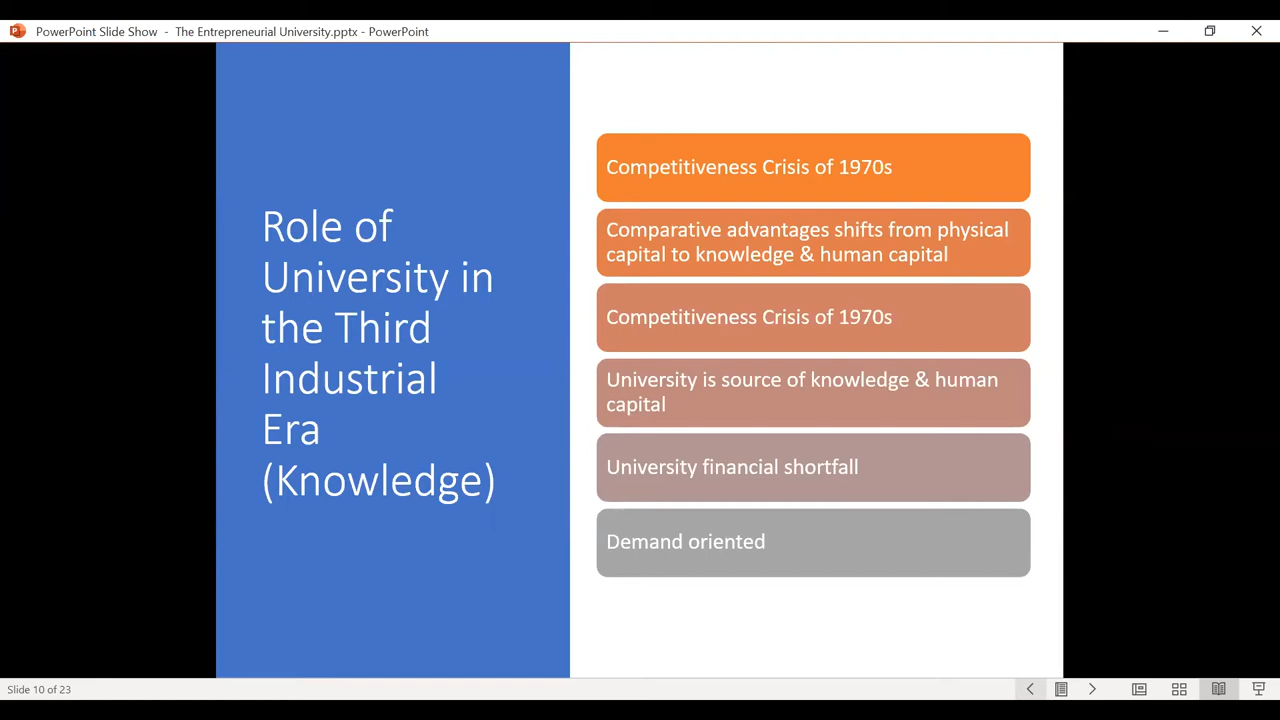 PowerPoint Slide Show - The Entrepreneurial University.pptx - PowerPoint
Role of
University in
the Third
Industrial
Era
(Knowledge)
Competitiveness Crisis of 1970s
Comparative advantages shifts from physical
capital to knowledge & human capital
Competitiveness Crisis of 1970s
University is source of knowledge & human
capital
University financial shortfall
Demand oriented
Slide 10 of 23